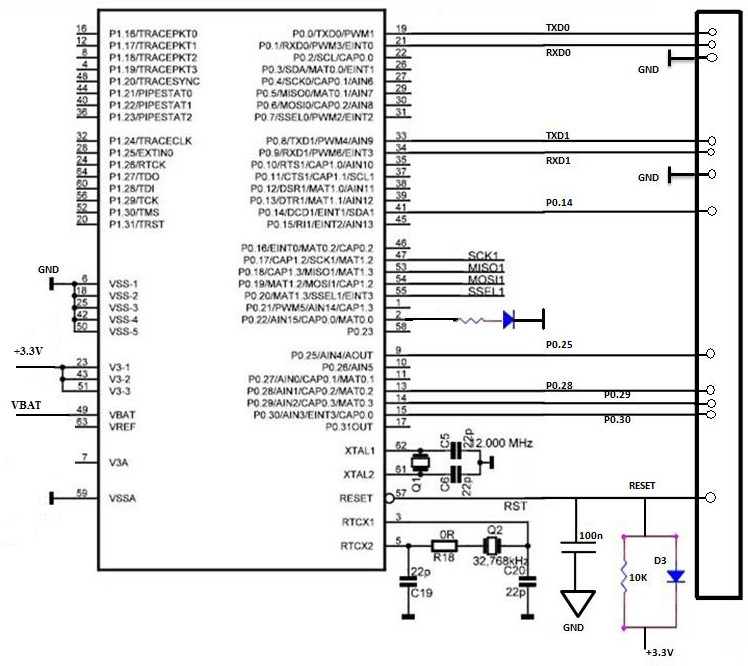 16 P1.16/TRACEPKT0 P0.0/TXD0/PWM1 19 TXD0
12 P1.17/TRACEPKT1 P0.1/RXD0/PWM3/EINT0 21
8 P1.18/TRACEPKT2 P0.2/SCL/CAP0.0 22 RXD0
4 P1.19/TRACEPKT3 P0.3/SDA/MAT0.0/EINT1 26 GND
48 P1.20/TRACESYNC P0.4/SCK0/CAP0.1/AIN6 27
44 P1.21/PIPESTAT0 P0.5/MISO0/MAT0.1/AIN7 29
40 P1.22/PIPESTAT1 P0.6/MOSI0/CAP0.2/AIN8 30
36 P1.23/PIPESTAT2 P0.7/SSEL0/PWM2/EINT2 31
32 P1.24/TRACECLK P0.8/TXD1/PWM4/AIN9 33 TXD1
28 P1.25/EXTIN0 P0.9/RXD1/PWM6/EINT3 34
24 P1.26/RTCK P0.10/RTS1/CAP1.0/AIN10 35 RXD1
64 P1.27/TDO P0.11/CTS1/CAP1.1/SCL1 37 GND
60 P1.28/TDI P0.12/DSR1/MAT1.0/AIN11 38
56 P1.29/TCK P0.13/DTR1/MAT1.1/AIN12 39
52 P1.30/TMS P0.14/DCD1/EINT1/SDA1 41 P0.14
20 P1.31/TRST P0.15/RI1/EINT2/AIN13 45
P0.16/EINT0/MAT0.2/CAP0.2 46
P0.17/CAP1.2/SCK1/MAT1.2 47 SCK1
P0.18/CAP1.3/MISO1/MAT1.3 53 MISO1
GND 6 VSS-1 P0.19/MAT1.2/MOSI1/CAP1.2 54 MOSI1
18 VSS-2 P0.20/MAT1.3/SSEL1/EINT3 55 SSEL1
25 VSS-3 P0.21/PWM5/AIN14/CAP1.3 1
42 VSS-4 P0.22/AIN15/CAP0.0/MAT0.0 2
50 VSS-5 P0.23 58
+3.3V P0.25/AIN4/AOUT 9 P0.25
23 V3-1 P0.26/AIN5 10
43 V3-2 P0.27/AIN0/CAP0.1/MAT0.1 11
51 V3-3 P0.28/AIN1/CAP0.2/MAT0.2 13 P0.28
P0.29/AIN2/CAP0.3/MAT0.3 14 P0.29
VBAT 49 VBAT P0.30/AIN3/EINT3/CAP0.0 15 P0.30
63 VREF P0.31OUT 17
XTAL1 62 C5 22p 12.000 MHz
7 V3A
XTAL2 61 Q1 C6 22p
59 VSSA RESET 57 RST RESET
RTCX1 3
0R Q2 100n
RTCX2 5 R18 32,768kHz
D3
22p C20
C19 22p 10K
GND
+3.3V